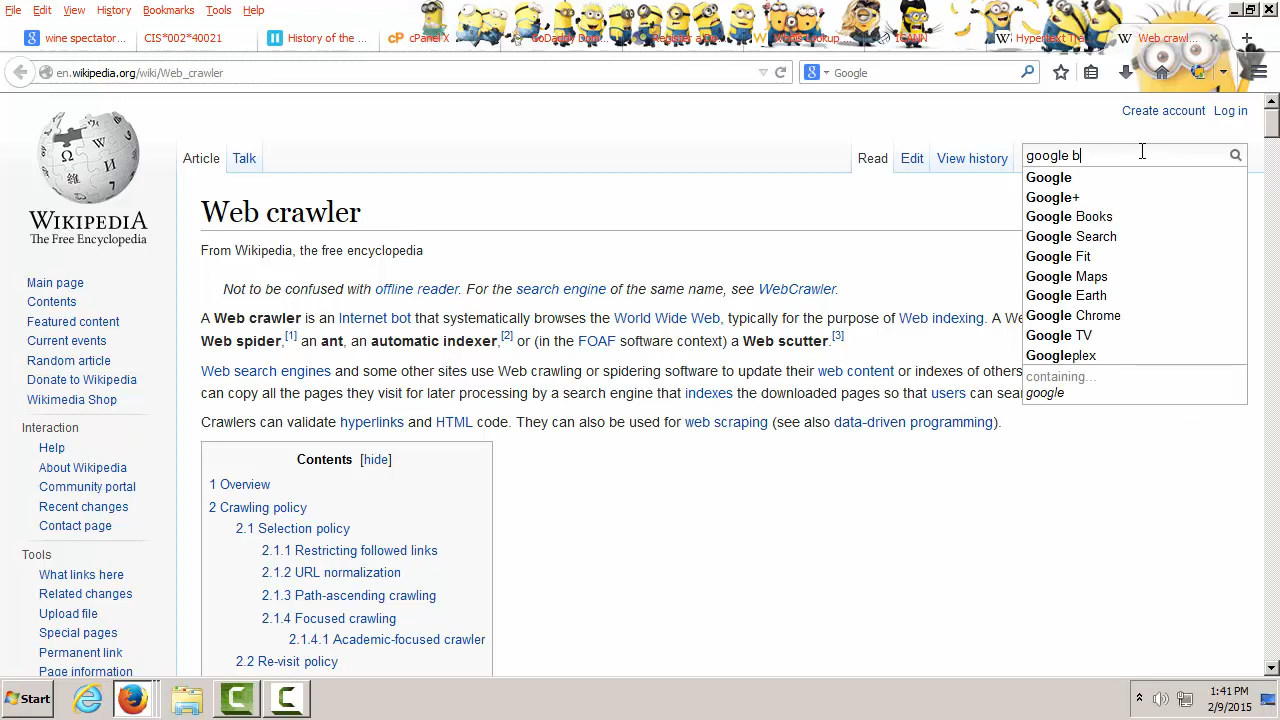 File Edit View History Bookmarks Tools Help
wine spectator... CIS*002*40021 History of the ... cPanel X GoDaddy Dom... Register a Do... WHOIS Lookup... ICANN Hypertext Tra... Web crawl...
en.wikipedia.org/wiki/Web_crawler
Google
Create account Log in
Article Talk Read Edit View history
google b
Google
Google+
Google Books
Google Search
Google Fit
Google Maps
Google Earth
Google Chrome
Google TV
Googleplex
containing...
google
WIKIPEDIA
The Free Encyclopedia
Main page
Contents
Featured content
Current events
Random article
Donate to Wikipedia
Wikimedia Shop
Interaction
Help
About Wikipedia
Community portal
Recent changes
Contact page
Tools
What links here
Related changes
Upload file
Special pages
Permanent link
Page information
Web crawler
From Wikipedia, the free encyclopedia
Not to be confused with offline reader. For the search engine of the same name, see WebCrawler.
A Web crawler is an Internet bot that systematically browses the World Wide Web, typically for the purpose of Web indexing. A We
Web spider,[1] an ant, an automatic indexer,[2] or (in the FOAF software context) a Web scutter.[3]
Web search engines and some other sites use Web crawling or spidering software to update their web content or indexes of others
can copy all the pages they visit for later processing by a search engine that indexes the downloaded pages so that users can sear
Crawlers can validate hyperlinks and HTML code. They can also be used for web scraping (see also data-driven programming).
Contents [hide]
1 Overview
2 Crawling policy
2.1 Selection policy
2.1.1 Restricting followed links
2.1.2 URL normalization
2.1.3 Path-ascending crawling
2.1.4 Focused crawling
2.1.4.1 Academic-focused crawler
2.2 Re-visit policy
Start
1:41 PM
2/9/2015